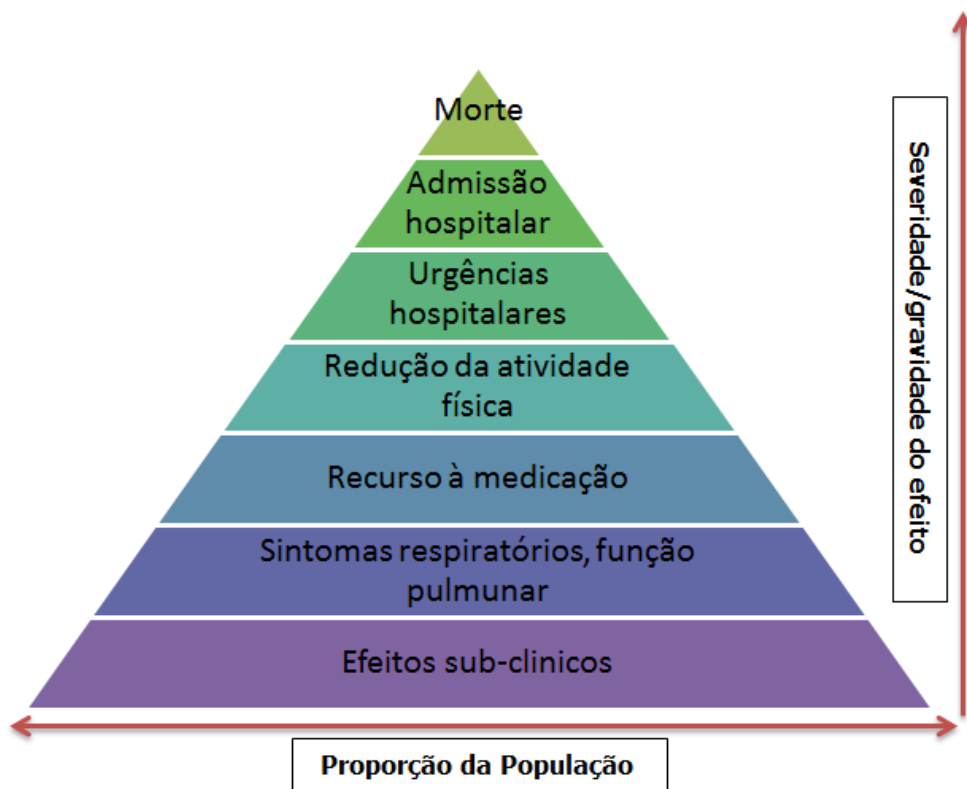 Morte
Admissão
hospitalar
Urgências
hospitalares
Redução da atividade
física
Recurso à medicação
Sintomas respiratórios, função
pulmunar
Efeitos sub-clinicos
Proporção da População
Severidade/gravidade do efeito